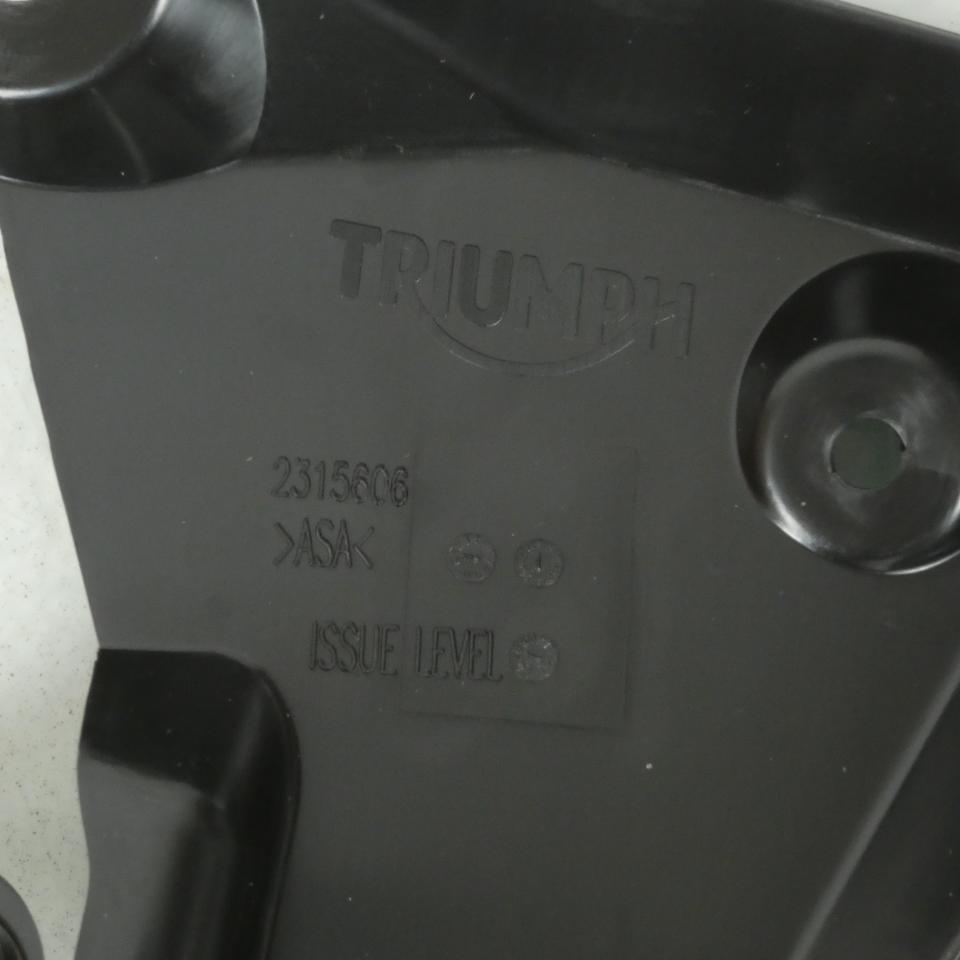 TRIUMPH
2315606
>ASA<
ISSUE LEVEL